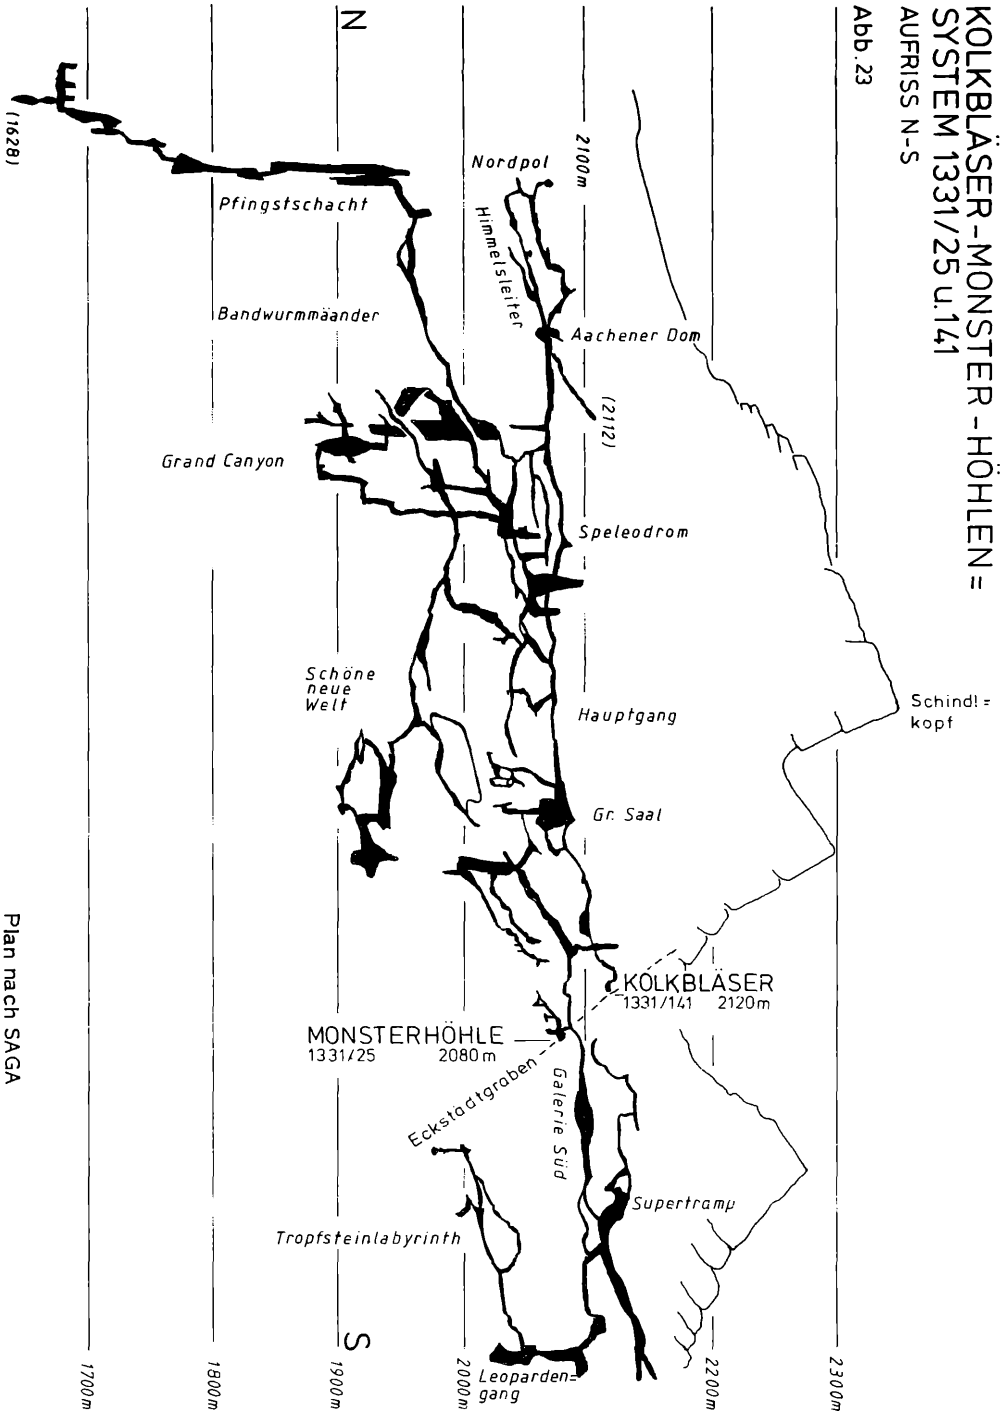 KOLKBLÄSER-MONSTER-HÖHLEN=
SYSTEM 1331/25 u.141
AUFRISS N-S
Abb. 23
N
2100m
(1628)
Nordpol
Pfingstschacht
Himmelsleiter
Bandwurmmäander
Aachener Dom
(2112)
Grand Canyon
Speleodrom
Schöne
neue
Welt
Schindl=
kopf
Hauptgang
Gr. Saal
KOLKBLÄSER
1331/141 2120m
MONSTERHÖHLE
1331/25 2080m
Eckstädtgraben
Galerie Süd
Supertramp
Tropfsteinlabyrinth
Leoparden=
gang
S
1700m
1800m
1900m
2000m
2200m
2300m
Plan nach SAGA